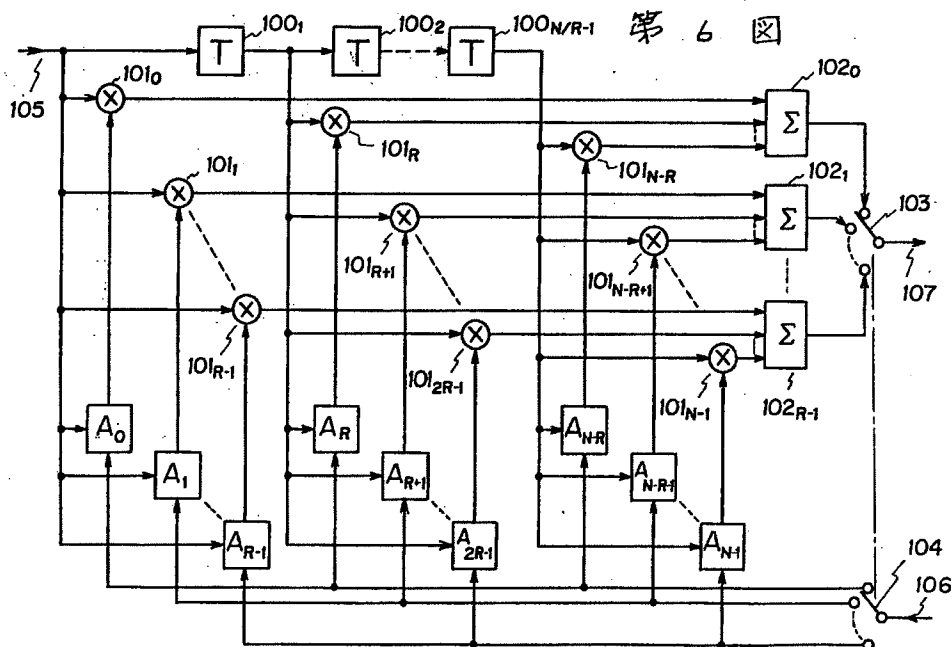 第 6 図
T 100₁ T 100₂ T 100N/R-1
105
101₀ 102₀
Σ
101R 101N-R
101₁ 102₁
Σ 103
101R+1 101N-R+1 107
101R-1 Σ
101₂R-1 101N-1 102R-1
A₀ AR AN-R
A₁ AR+1 AN-R-1
AR-1 A2R-1 AN-1
104
106